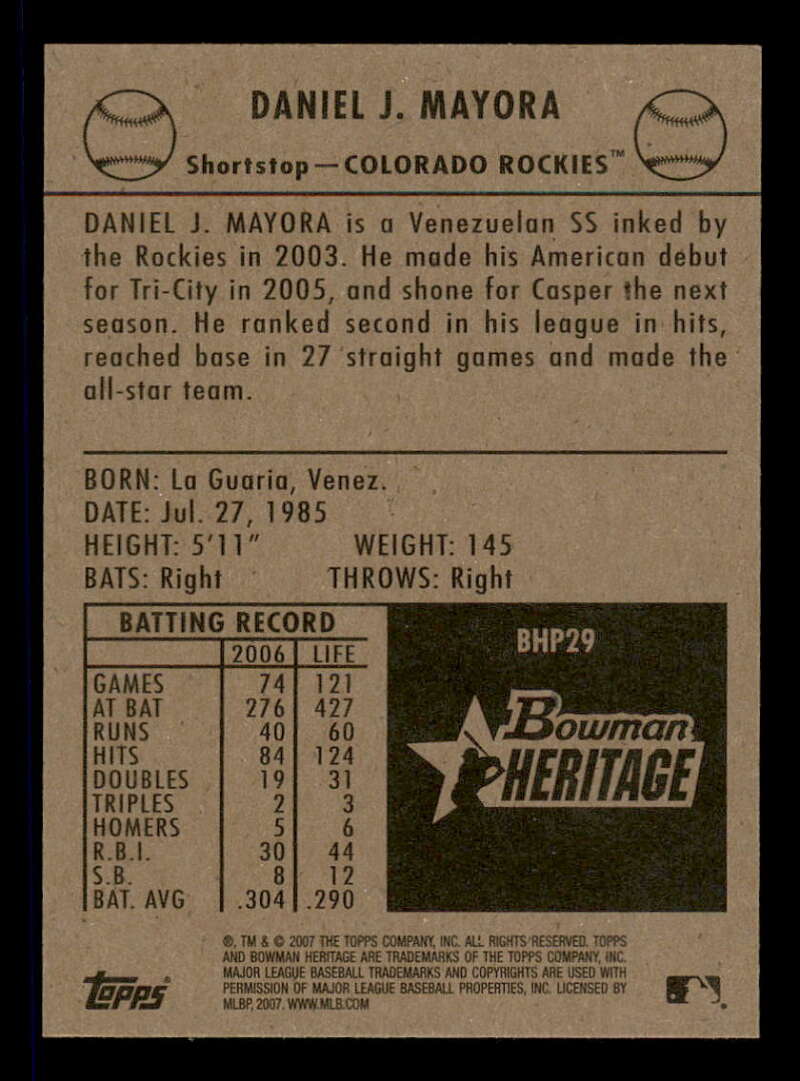 DANIEL J. MAYORA
Shortstop—COLORADO ROCKIES™
DANIEL J. MAYORA is a Venezuelan SS inked by
the Rockies in 2003. He made his American debut
for Tri-City in 2005, and shone for Casper the next
season. He ranked second in his league in hits,
reached base in 27 straight games and made the
all-star team.
BORN: La Guaria, Venez.
DATE: Jul. 27, 1985
HEIGHT: 5'11" WEIGHT: 145
BATS: Right THROWS: Right
BATTING RECORD
2006 LIFE
GAMES 74 121
AT BAT 276 427
RUNS 40 60
HITS 84 124
DOUBLES 19 31
TRIPLES 2 3
HOMERS 5 6
R.B.I. 30 44
S.B. 8 12
BAT. AVG .304 .290
BHP29
Bowman
HERITAGE
®, TM & © 2007 THE TOPPS COMPANY, INC. ALL RIGHTS RESERVED. TOPPS
AND BOWMAN HERITAGE ARE TRADEMARKS OF THE TOPPS COMPANY, INC.
MAJOR LEAGUE BASEBALL TRADEMARKS AND COPYRIGHTS ARE USED WITH
PERMISSION OF MAJOR LEAGUE BASEBALL PROPERTIES, INC. LICENSED BY
MLBP, 2007. WWW.MLB.COM
Topps®